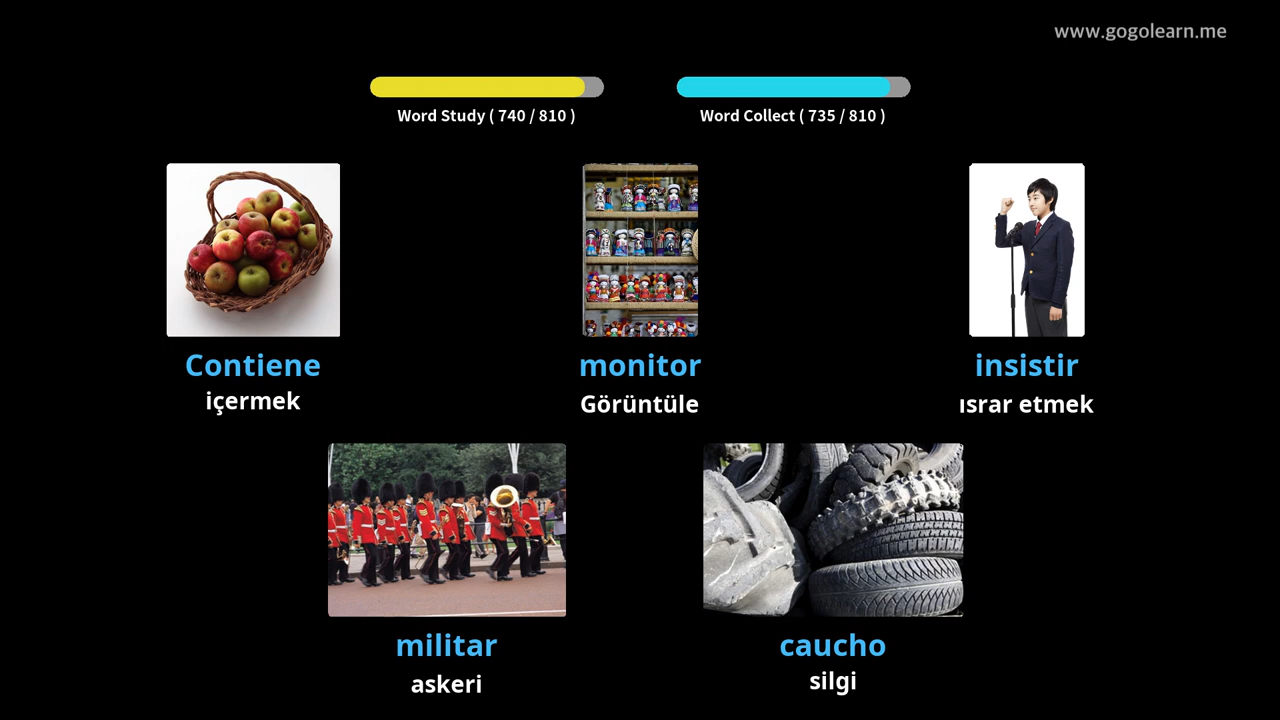 www.gogolearn.me
Word Study ( 740 / 810 )
Word Collect ( 735 / 810 )
Contiene
içermek
monitor
Görüntüle
insistir
ısrar etmek
militar
askeri
caucho
silgi